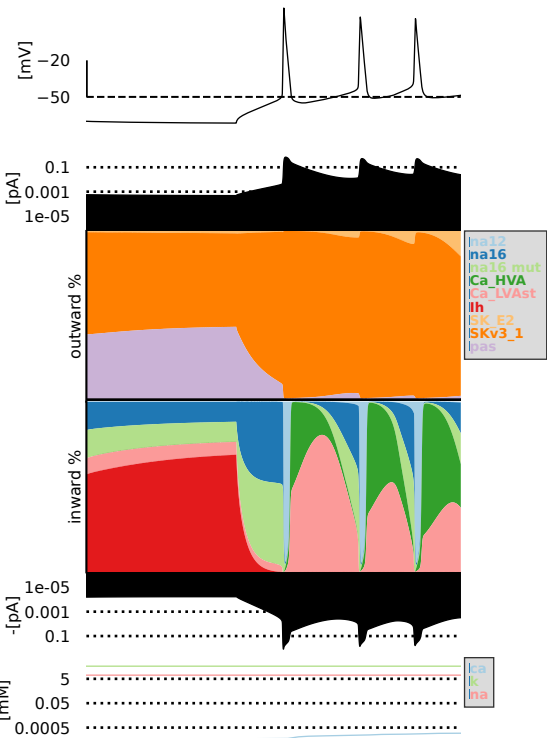 [mV]
−20
−50
[pA]
0.1
0.001
1e-05
outward %
na12
na16
na16 mut
Ca_HVA
Ca_LVAst
Ih
SK_E2
SKv3_1
pas
inward %
-[pA]
1e-05
0.001
0.1
[mM]
5
0.05
0.0005
ca
k
na